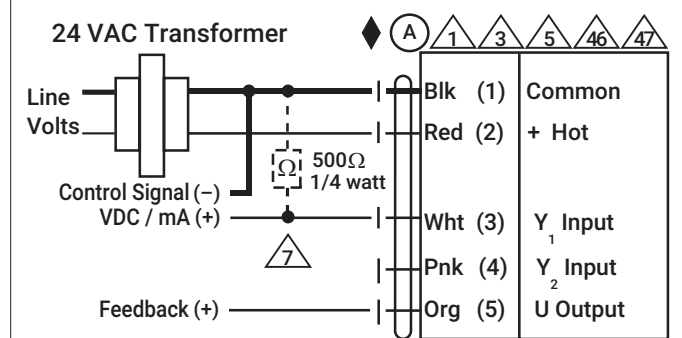 24 VAC Transformer
A 1 3 5 46 47
Line
Volts
Blk (1) Common
Red (2) + Hot
Ω 500Ω
1/4 watt
Control Signal (–)
VDC / mA (+)
Wht (3) Y₁ Input
7
Pnk (4) Y₂ Input
Feedback (+)
Org (5) U Output